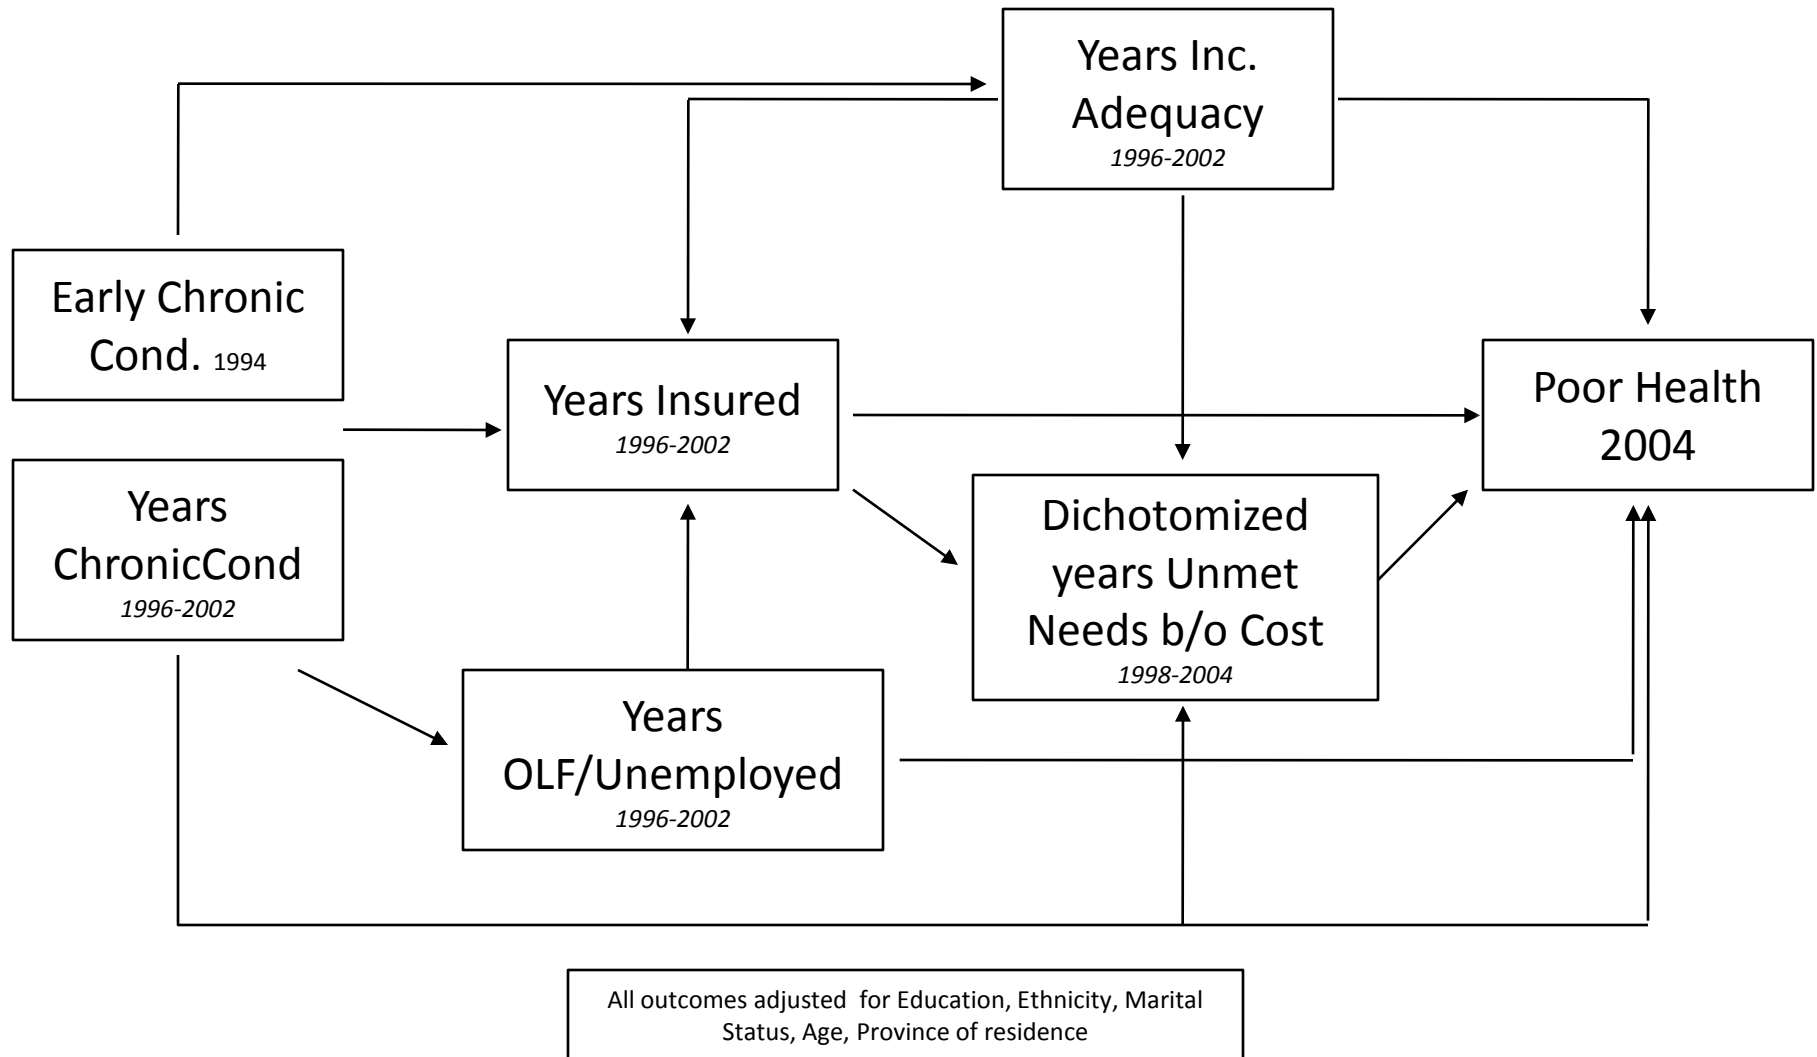 Years Inc.
Adequacy
1996-2002
Early Chronic
Cond. 1994
Years Insured
1996-2002
Poor Health
2004
Years
ChronicCond
1996-2002
Dichotomized
years Unmet
Needs b/o Cost
1998-2004
Years
OLF/Unemployed
1996-2002
All outcomes adjusted for Education, Ethnicity, Marital
Status, Age, Province of residence